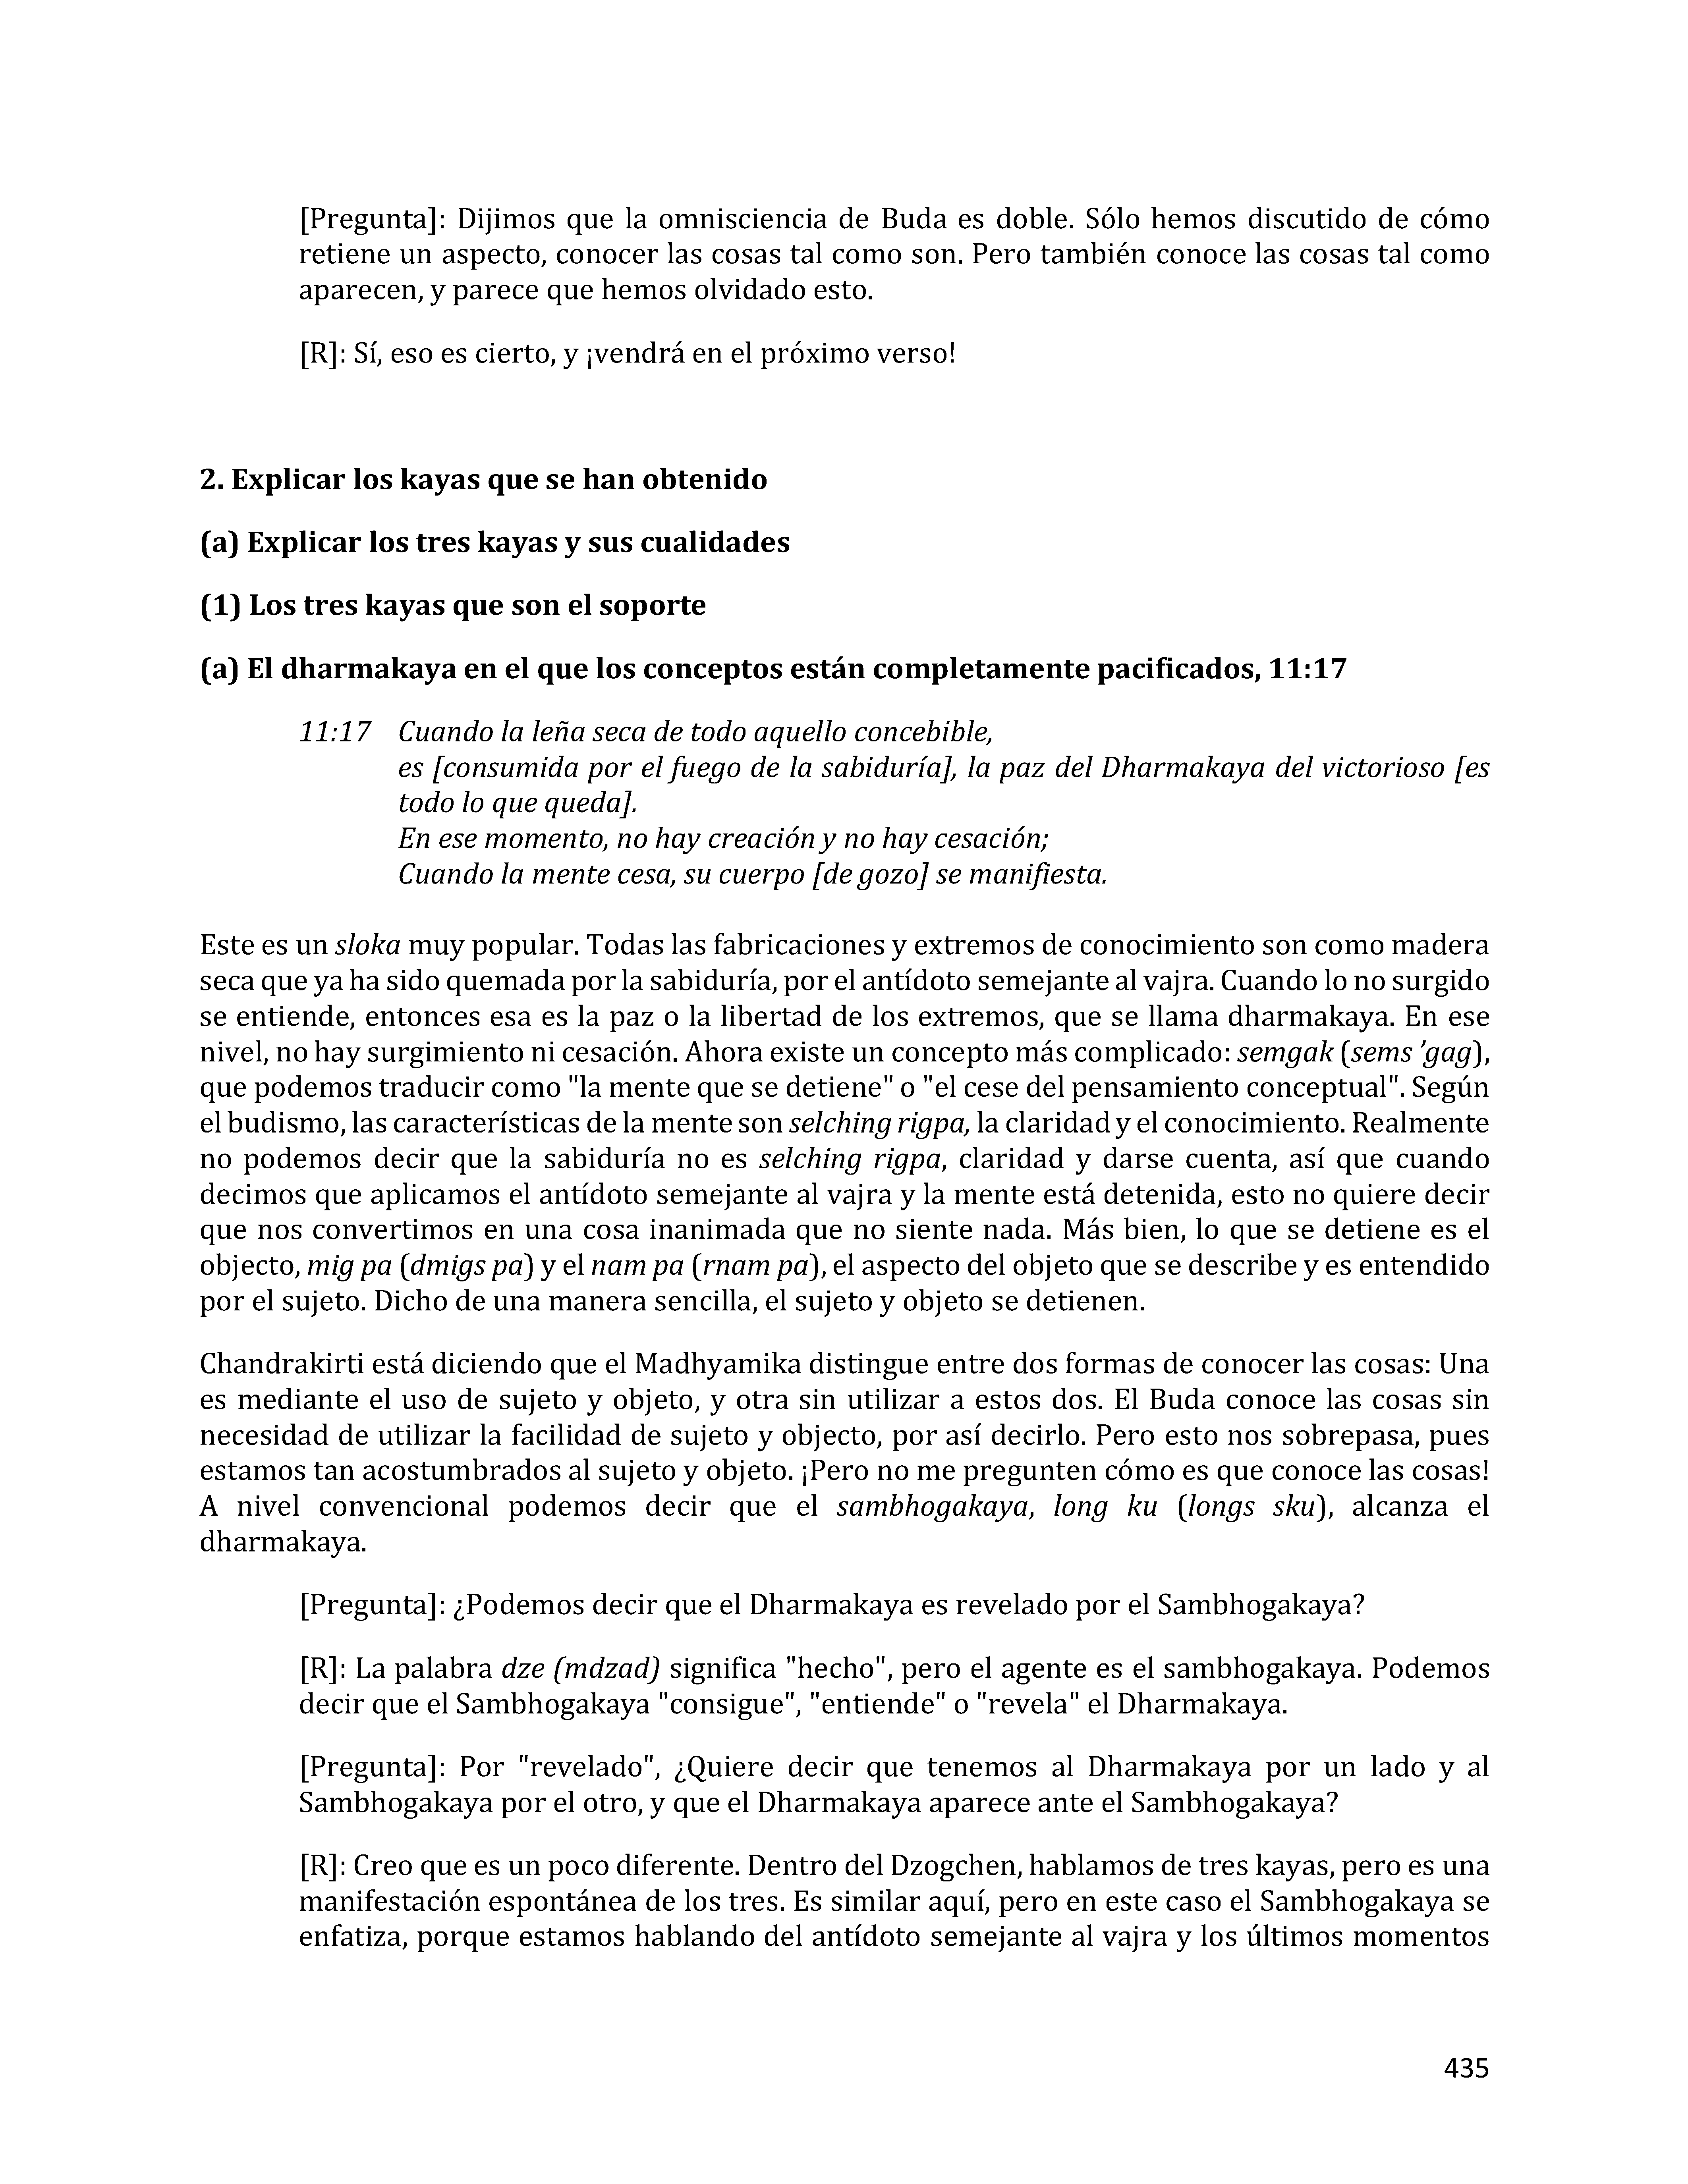 [Pregunta]: Dijimos que la omnisciencia de Buda es doble. Sólo hemos discutido de cómo
retiene un aspecto, conocer las cosas tal como son. Pero también conoce las cosas tal como
aparecen, y parece que hemos olvidado esto.
[R]: Sí, eso es cierto, y ¡vendrá en el próximo verso!
2. Explicar los kayas que se han obtenido
(a) Explicar los tres kayas y sus cualidades
(1) Los tres kayas que son el soporte
(a) El dharmakaya en el que los conceptos están completamente pacificados, 11:17
11:17 Cuando la leña seca de todo aquello concebible,
es [consumida por el fuego de la sabiduría], la paz del Dharmakaya del victorioso [es
todo lo que queda].
En ese momento, no hay creación y no hay cesación;
Cuando la mente cesa, su cuerpo [de gozo] se manifiesta.
Este es un sloka muy popular. Todas las fabricaciones y extremos de conocimiento son como madera
seca que ya ha sido quemada por la sabiduría, por el antídoto semejante al vajra. Cuando lo no surgido
se entiende, entonces esa es la paz o la libertad de los extremos, que se llama dharmakaya. En ese
nivel, no hay surgimiento ni cesación. Ahora existe un concepto más complicado: semgak (sems ’gag),
que podemos traducir como "la mente que se detiene" o "el cese del pensamiento conceptual". Según
el budismo, las características de la mente son selching rigpa, la claridad y el conocimiento. Realmente
no podemos decir que la sabiduría no es selching rigpa, claridad y darse cuenta, así que cuando
decimos que aplicamos el antídoto semejante al vajra y la mente está detenida, esto no quiere decir
que nos convertimos en una cosa inanimada que no siente nada. Más bien, lo que se detiene es el
objecto, mig pa (dmigs pa) y el nam pa (rnam pa), el aspecto del objeto que se describe y es entendido
por el sujeto. Dicho de una manera sencilla, el sujeto y objeto se detienen.
Chandrakirti está diciendo que el Madhyamika distingue entre dos formas de conocer las cosas: Una
es mediante el uso de sujeto y objeto, y otra sin utilizar a estos dos. El Buda conoce las cosas sin
necesidad de utilizar la facilidad de sujeto y objecto, por así decirlo. Pero esto nos sobrepasa, pues
estamos tan acostumbrados al sujeto y objeto. ¡Pero no me pregunten cómo es que conoce las cosas!
A nivel convencional podemos decir que el sambhogakaya, long ku (longs sku), alcanza el
dharmakaya.
[Pregunta]: ¿Podemos decir que el Dharmakaya es revelado por el Sambhogakaya?
[R]: La palabra dze (mdzad) significa "hecho", pero el agente es el sambhogakaya. Podemos
decir que el Sambhogakaya "consigue", "entiende" o "revela" el Dharmakaya.
[Pregunta]: Por "revelado", ¿Quiere decir que tenemos al Dharmakaya por un lado y al
Sambhogakaya por el otro, y que el Dharmakaya aparece ante el Sambhogakaya?
[R]: Creo que es un poco diferente. Dentro del Dzogchen, hablamos de tres kayas, pero es una
manifestación espontánea de los tres. Es similar aquí, pero en este caso el Sambhogakaya se
enfatiza, porque estamos hablando del antídoto semejante al vajra y los últimos momentos
435